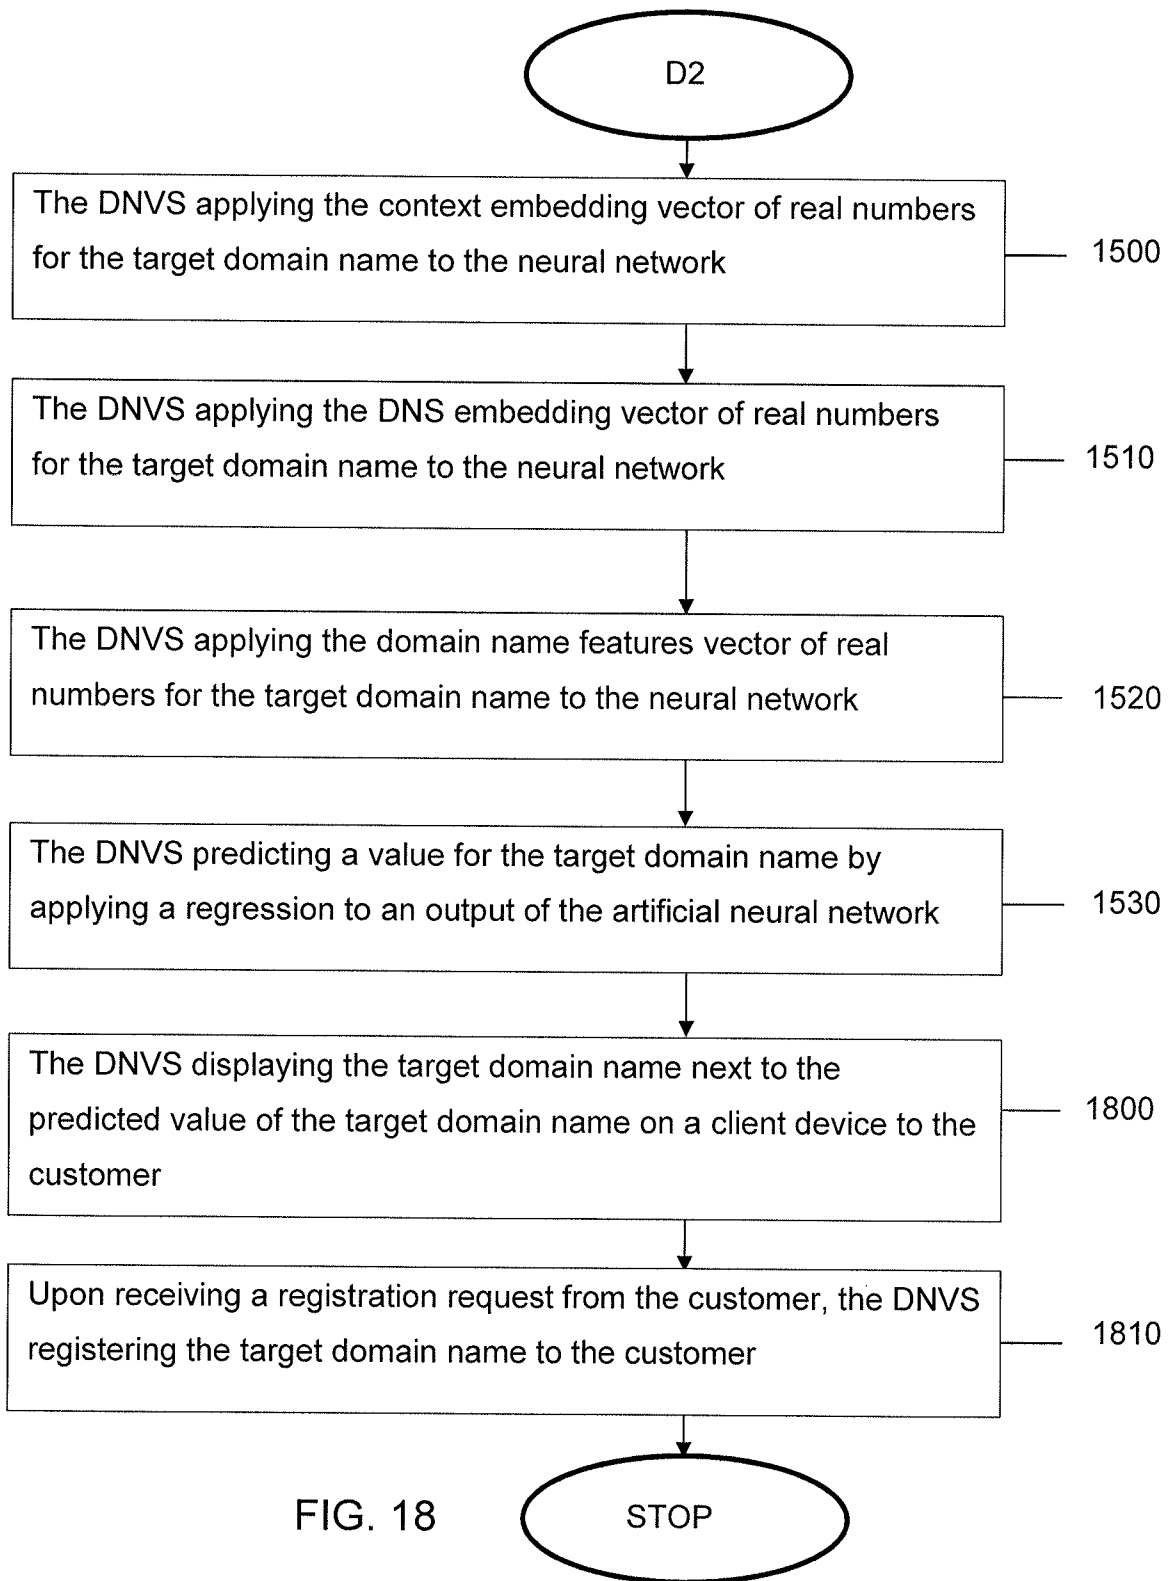 D2
The DNVS applying the context embedding vector of real numbers
for the target domain name to the neural network
1500
The DNVS applying the DNS embedding vector of real numbers
for the target domain name to the neural network
1510
The DNVS applying the domain name features vector of real
numbers for the target domain name to the neural network
1520
The DNVS predicting a value for the target domain name by
applying a regression to an output of the artificial neural network
1530
The DNVS displaying the target domain name next to the
predicted value of the target domain name on a client device to the
customer
1800
Upon receiving a registration request from the customer, the DNVS
registering the target domain name to the customer
1810
FIG. 18
STOP